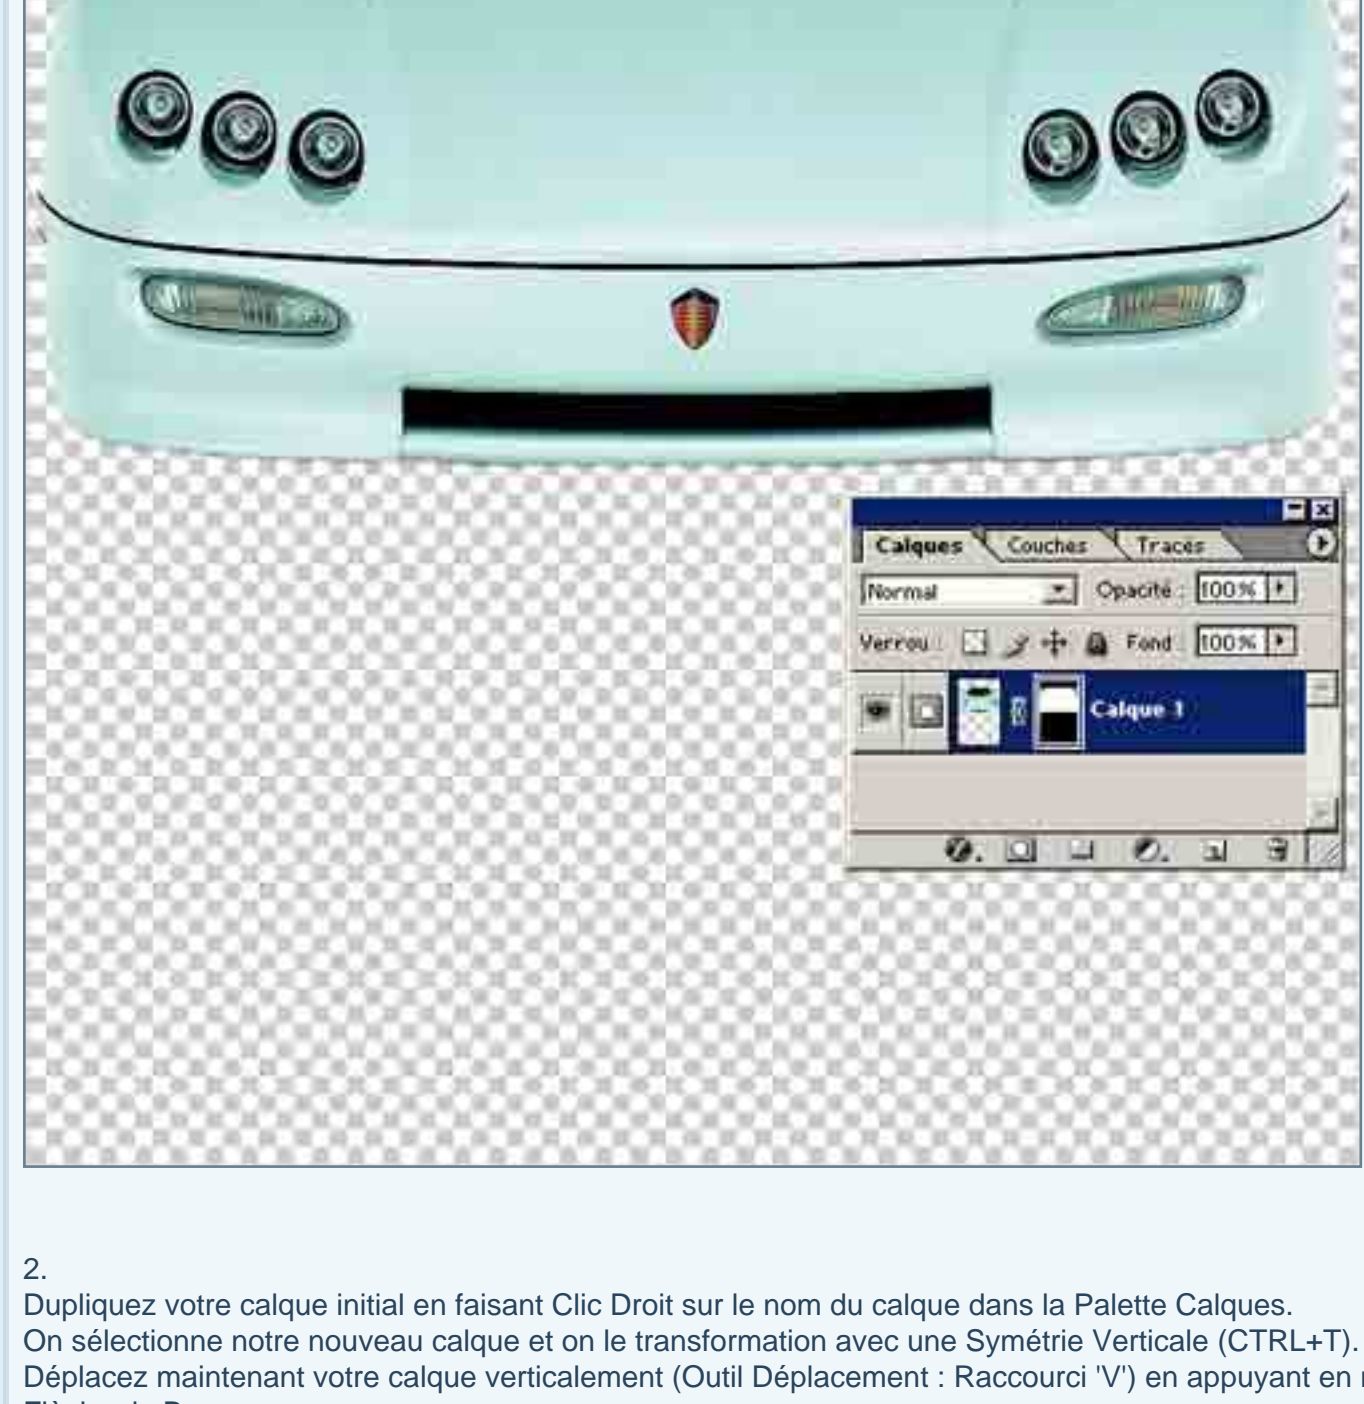 Calques Couches Tracés
Normal Opacité : 100%
Verrou : Fond : 100%
Calque 1
2.
Dupliquez votre calque initial en faisant Clic Droit sur le nom du calque dans la Palette Calques.
On sélectionne notre nouveau calque et on le transformation avec une Symétrie Verticale (CTRL+T).
Déplacez maintenant votre calque verticalement (Outil Déplacement : Raccourci 'V') en appuyant en